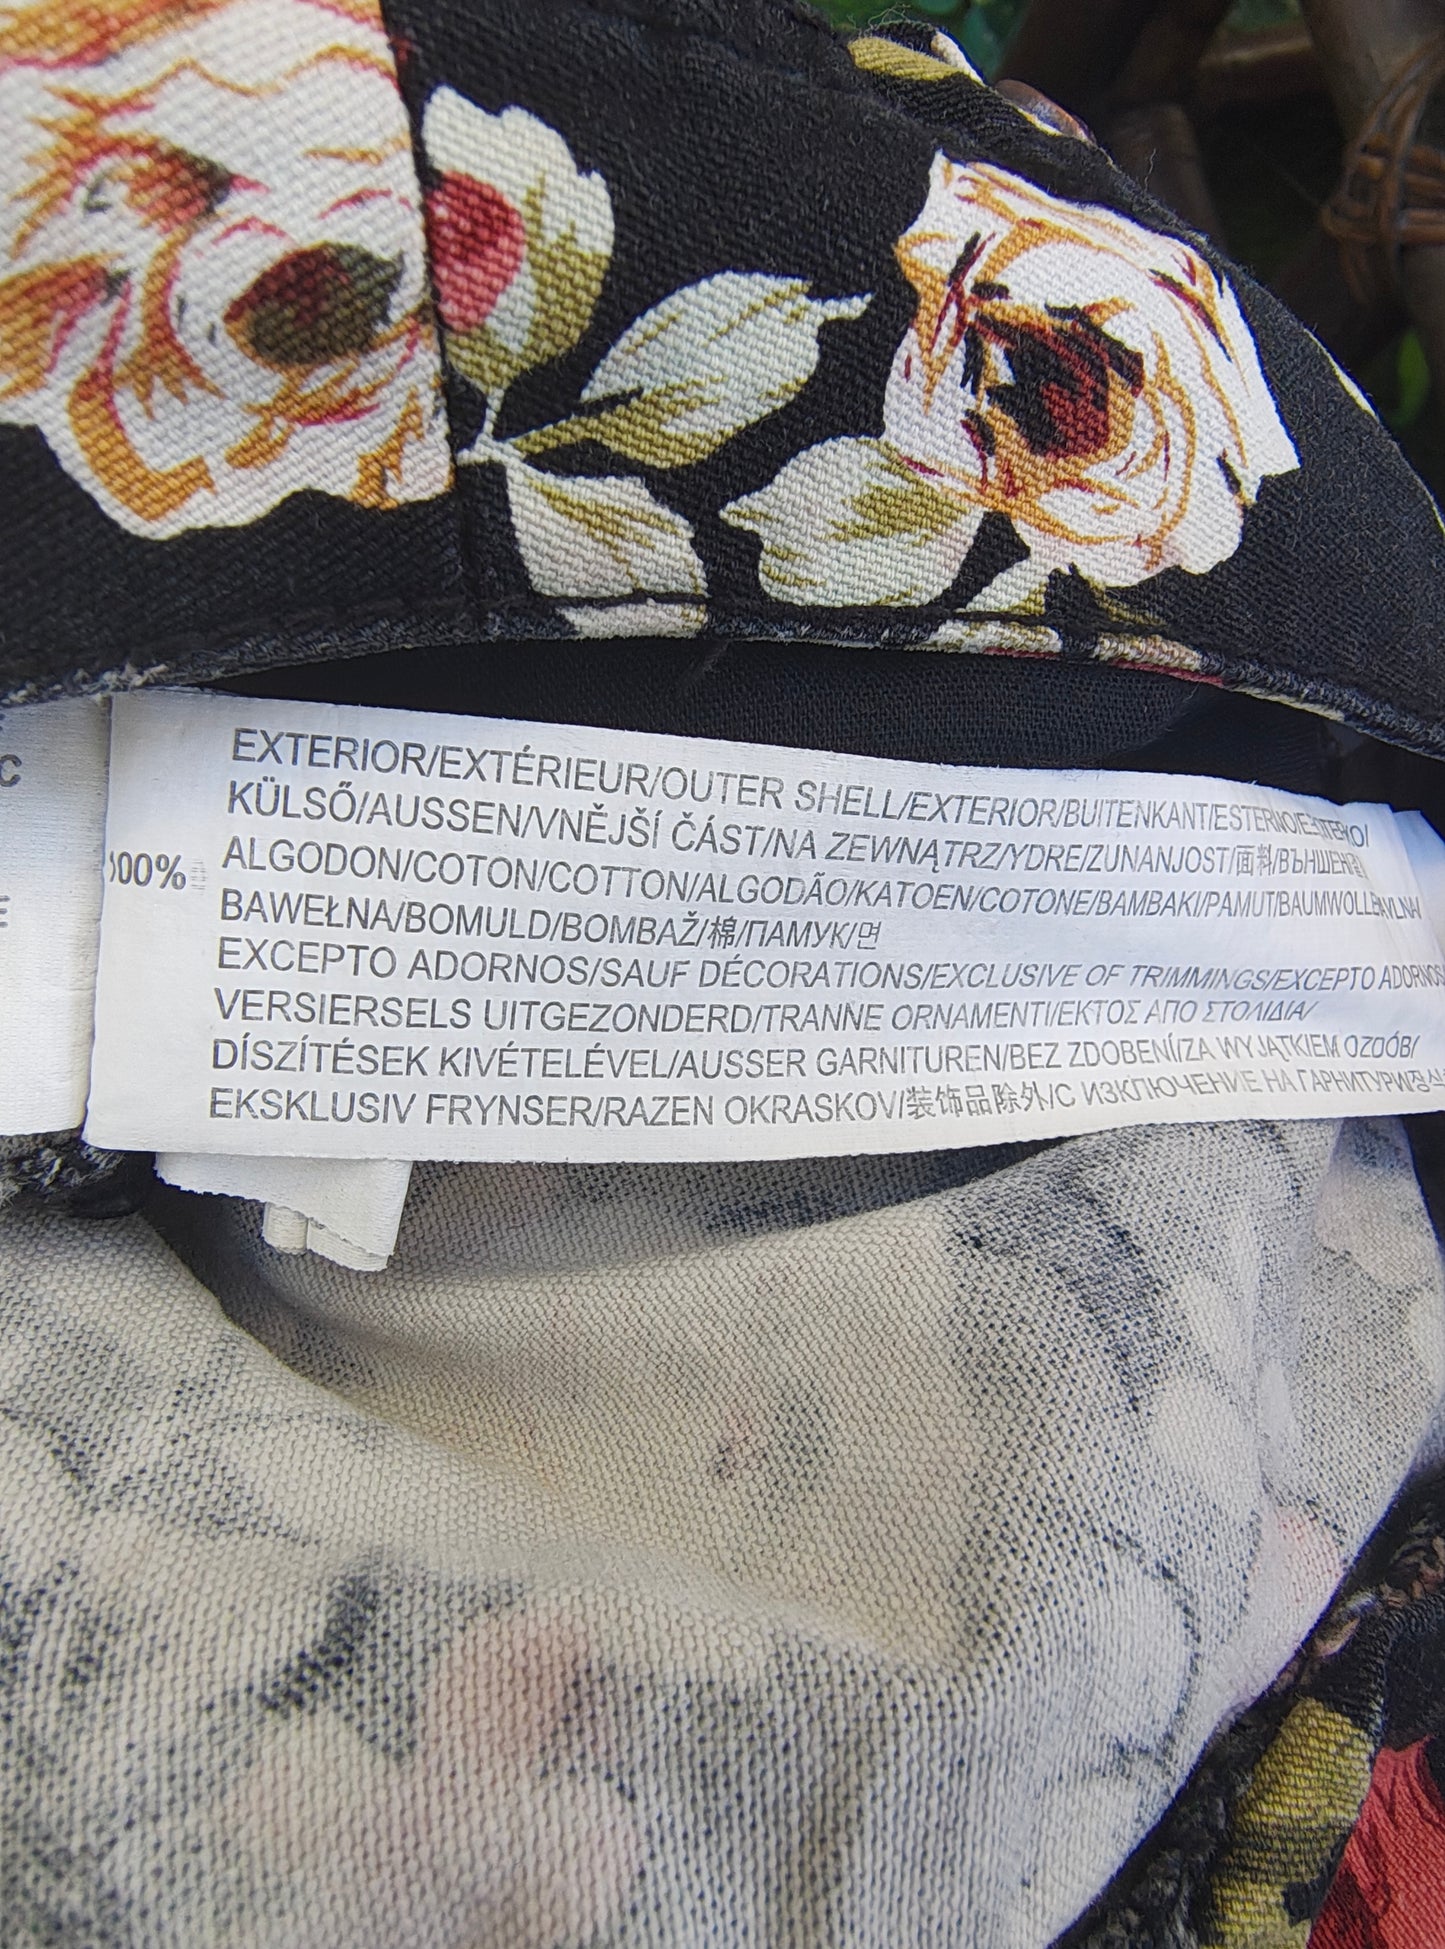 EXTERIOR/EXTÉRIEUR/OUTER SHELL/EXTERIOR/BUITENKANT/ESTERNO/
KÜLSŐ/AUSSEN/VNĚJŠÍ ČÁST/NA ZEWNĄTRZ/YDRE/ZUNANJOST/面料/ВЪНШЕН
100% ALGODON/COTON/COTTON/ALGODÃO/KATOEN/COTONE/BAMBAKI/PAMUT/BAUMWOLLE
BAWEŁNA/BOMULD/BOMBAŽ/棉/ПАМУК/면
EXCEPTO ADORNOS/SAUF DÉCORATIONS/EXCLUSIVE OF TRIMMINGS/EXCEPTO ADORNOS
VERSIERSELS UITGEZONDERD/TRANNE ORNAMENTI/ΕΚΤΟΣ ΑΠΟ ΣΤΟΛΙΔΙΑ/
DÍSZÍTÉSEK KIVÉTELÉVEL/AUSSER GARNITUREN/BEZ ZDOBENÍ/ZA WYJĄTKIEM OZDÓB/
EKSKLUSIV FRYNSER/RAZEN OKRASKOV/装饰品除外/С ИЗКЛЮЧЕНИЕ НА ГАРНИТУРИ/장식